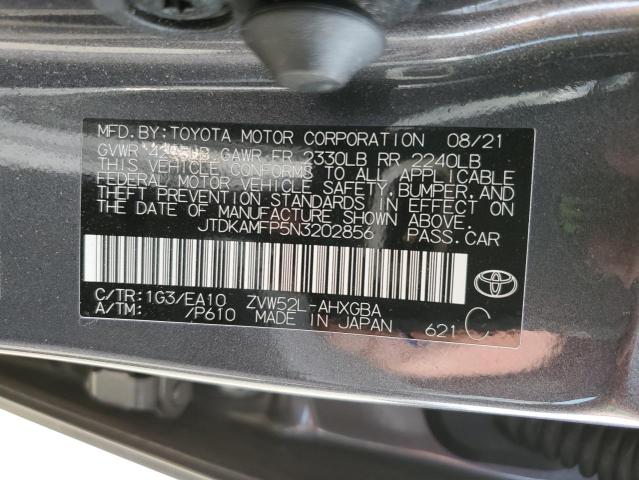 MFD.BY:TOYOTA MOTOR CORPORATION 08/21
GVWR GAWR FR 2330LB RR 2240LB
THIS VEHICLE CONFORMS TO ALL APPLICABLE
FEDERAL MOTOR VEHICLE SAFETY, BUMPER, AND
THEFT PREVENTION STANDARDS IN EFFECT ON
THE DATE OF MANUFACTURE SHOWN ABOVE.
JTDKAMFP5N3202856 PASS.CAR
C/TR:1G3/EA10 ZVW52L-AHXGBA
A/TM: /P610 MADE IN JAPAN 621 C
TOYOTA